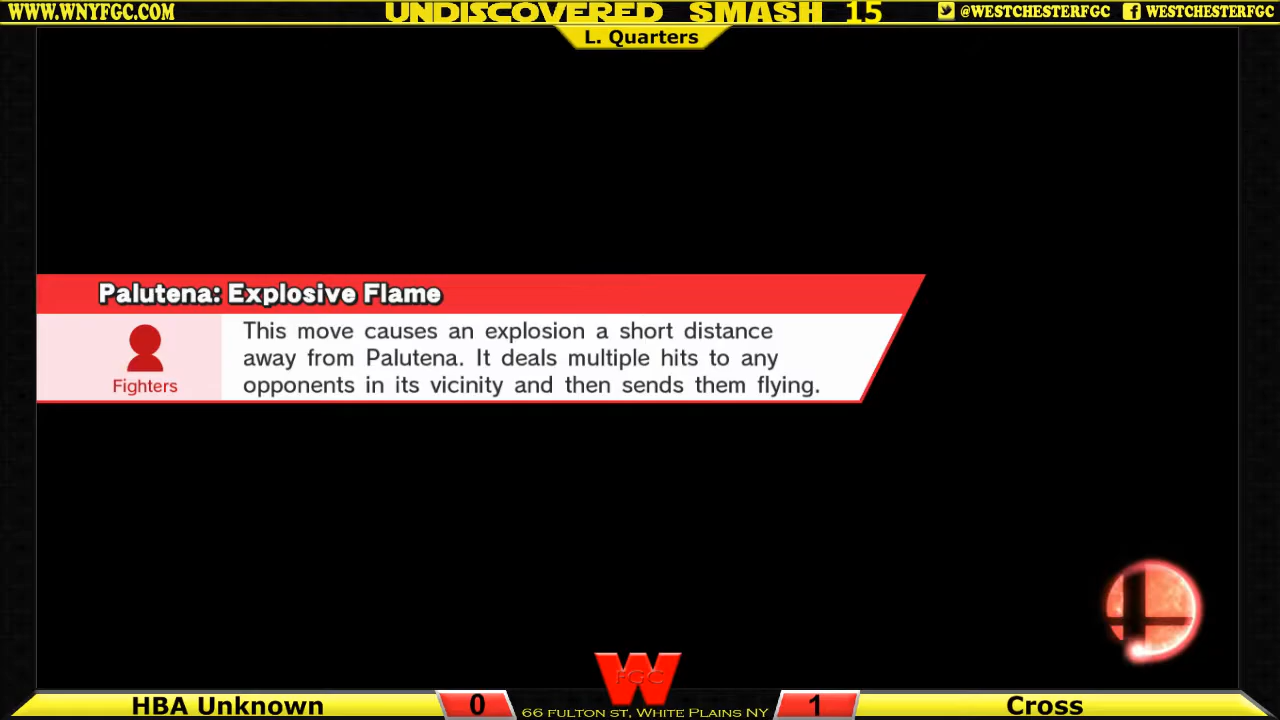 WWW.WNYFGC.COM
UNDISCOVERED SMASH 15
@WESTCHESTERFGC
WESTCHESTERFGC
L. Quarters
Palutena: Explosive Flame
Fighters
This move causes an explosion a short distance
away from Palutena. It deals multiple hits to any
opponents in its vicinity and then sends them flying.
W
FGC
HBA Unknown
0
66 FULTON ST, WHITE PLAINS NY
1
Cross